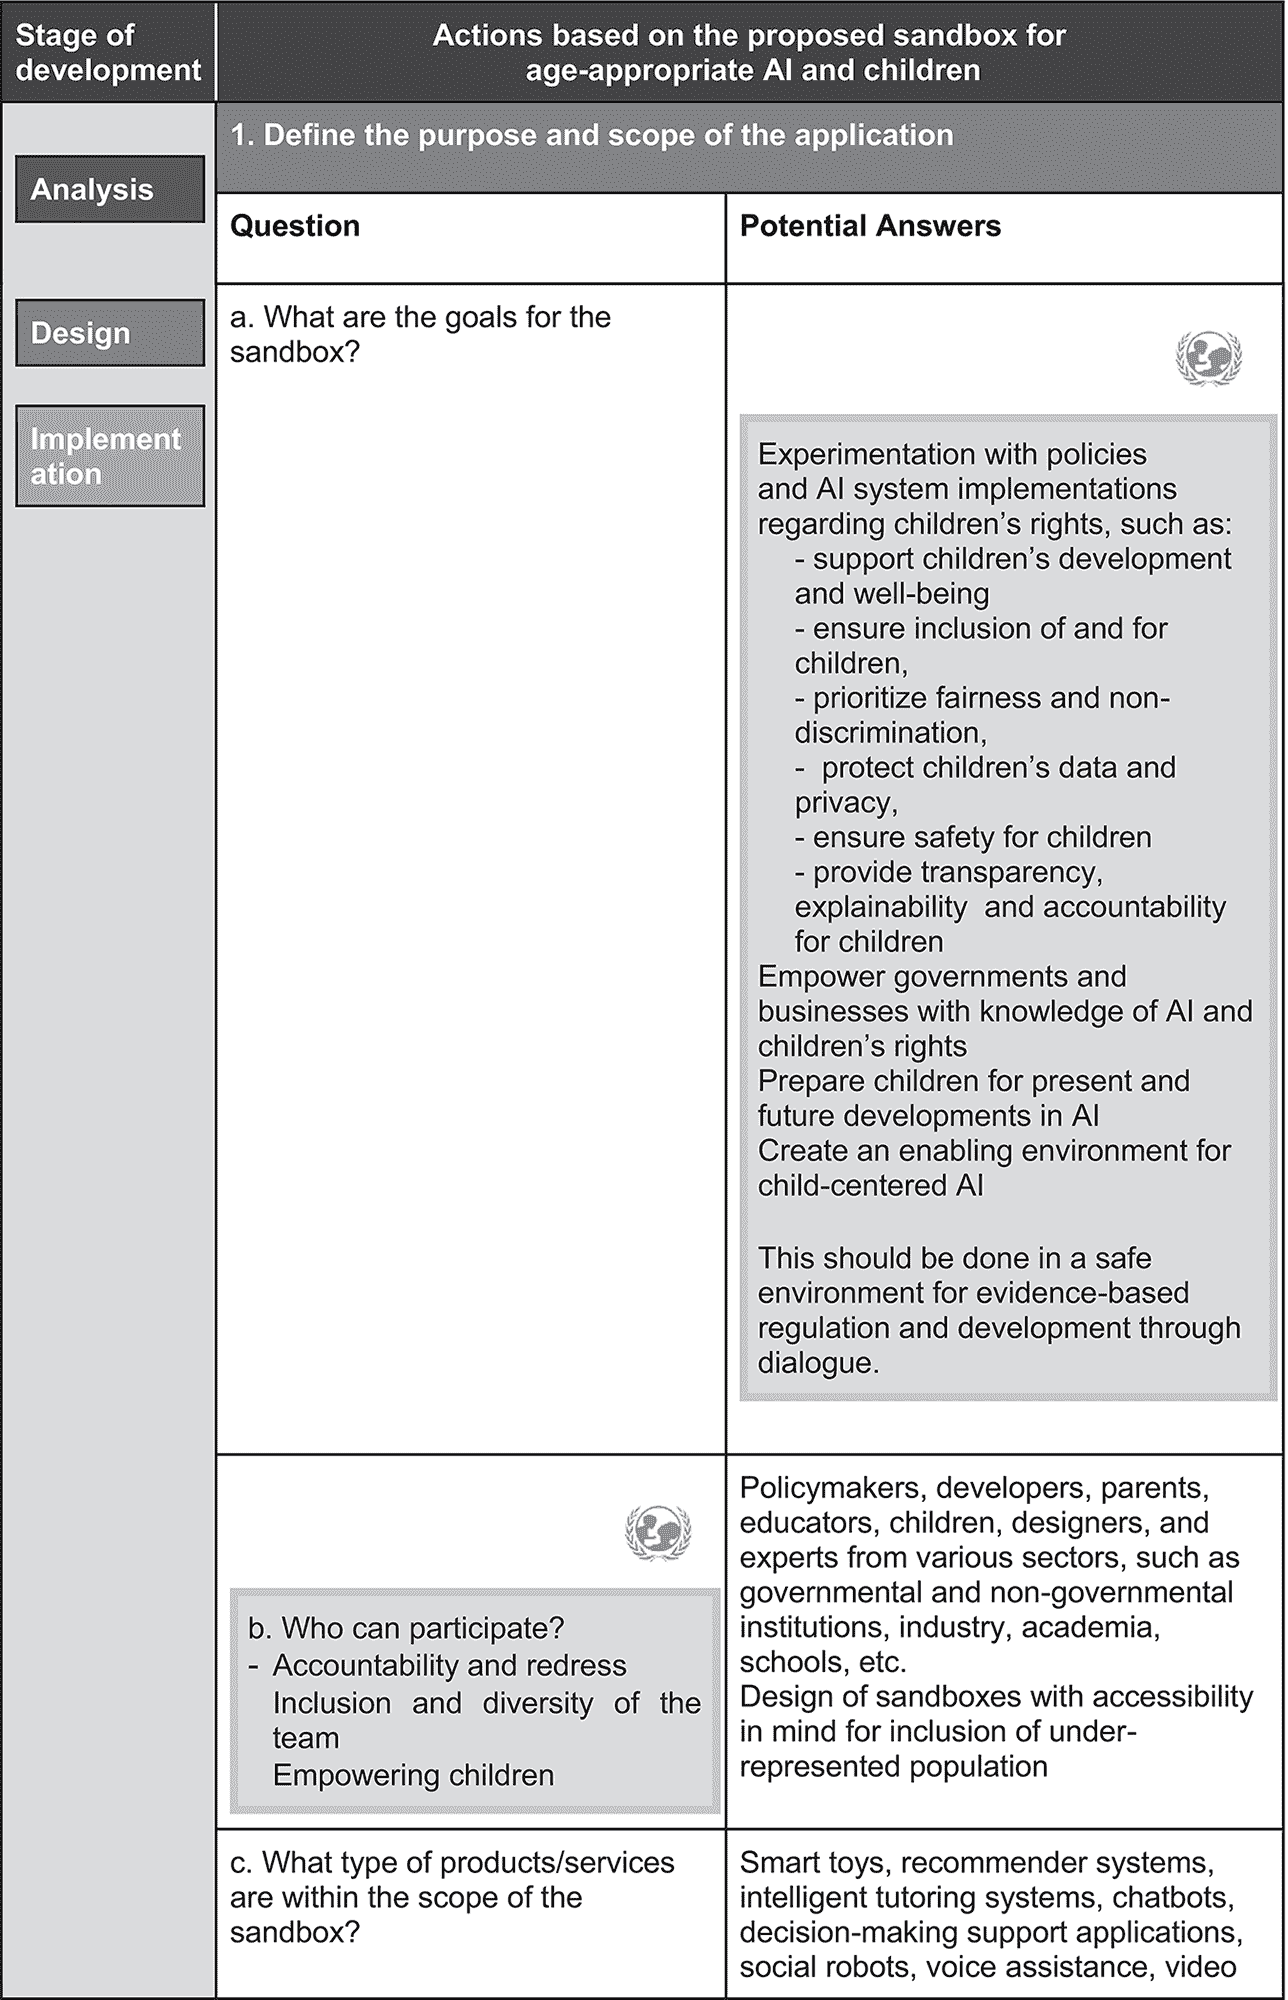 Stage of
development
Actions based on the proposed sandbox for
age-appropriate AI and children
Analysis
Design
Implement
ation
1. Define the purpose and scope of the application
Question
Potential Answers
a. What are the goals for the
sandbox?
Experimentation with policies
and AI system implementations
regarding children’s rights, such as:
- support children’s development
and well-being
- ensure inclusion of and for
children,
- prioritize fairness and non-
discrimination,
-  protect children’s data and
privacy,
- ensure safety for children
- provide transparency,
explainability  and accountability
for children
Empower governments and
businesses with knowledge of AI and
children’s rights
Prepare children for present and
future developments in AI
Create an enabling environment for
child-centered AI
This should be done in a safe
environment for evidence-based
regulation and development through
dialogue.
b. Who can participate?
- Accountability and redress
Inclusion and diversity of the
team
Empowering children
Policymakers, developers, parents,
educators, children, designers, and
experts from various sectors, such as
governmental and non-governmental
institutions, industry, academia,
schools, etc.
Design of sandboxes with accessibility
in mind for inclusion of under-
represented population
c. What type of products/services
are within the scope of the
sandbox?
Smart toys, recommender systems,
intelligent tutoring systems, chatbots,
decision-making support applications,
social robots, voice assistance, video